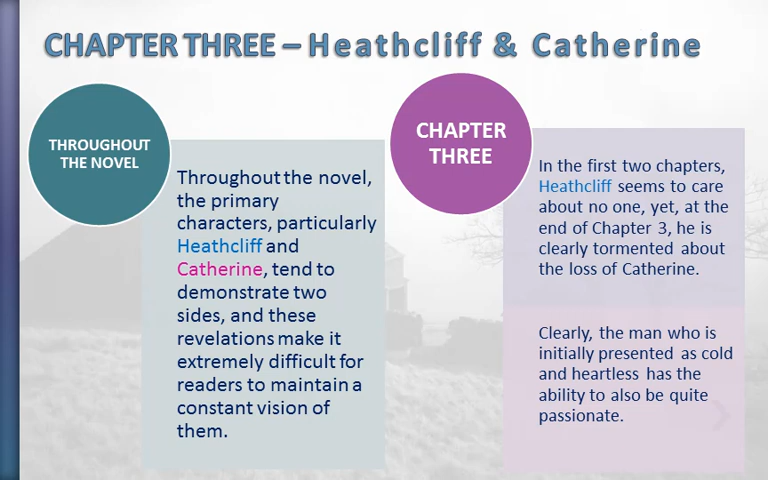 CHAPTER THREE – Heathcliff & Catherine
THROUGHOUT
THE NOVEL
Throughout the novel,
the primary
characters, particularly
Heathcliff and
Catherine, tend to
demonstrate two
sides, and these
revelations make it
extremely difficult for
readers to maintain a
constant vision of
them.
CHAPTER
THREE
In the first two chapters,
Heathcliff seems to care
about no one, yet, at the
end of Chapter 3, he is
clearly tormented about
the loss of Catherine.
Clearly, the man who is
initially presented as cold
and heartless has the
ability to also be quite
passionate.